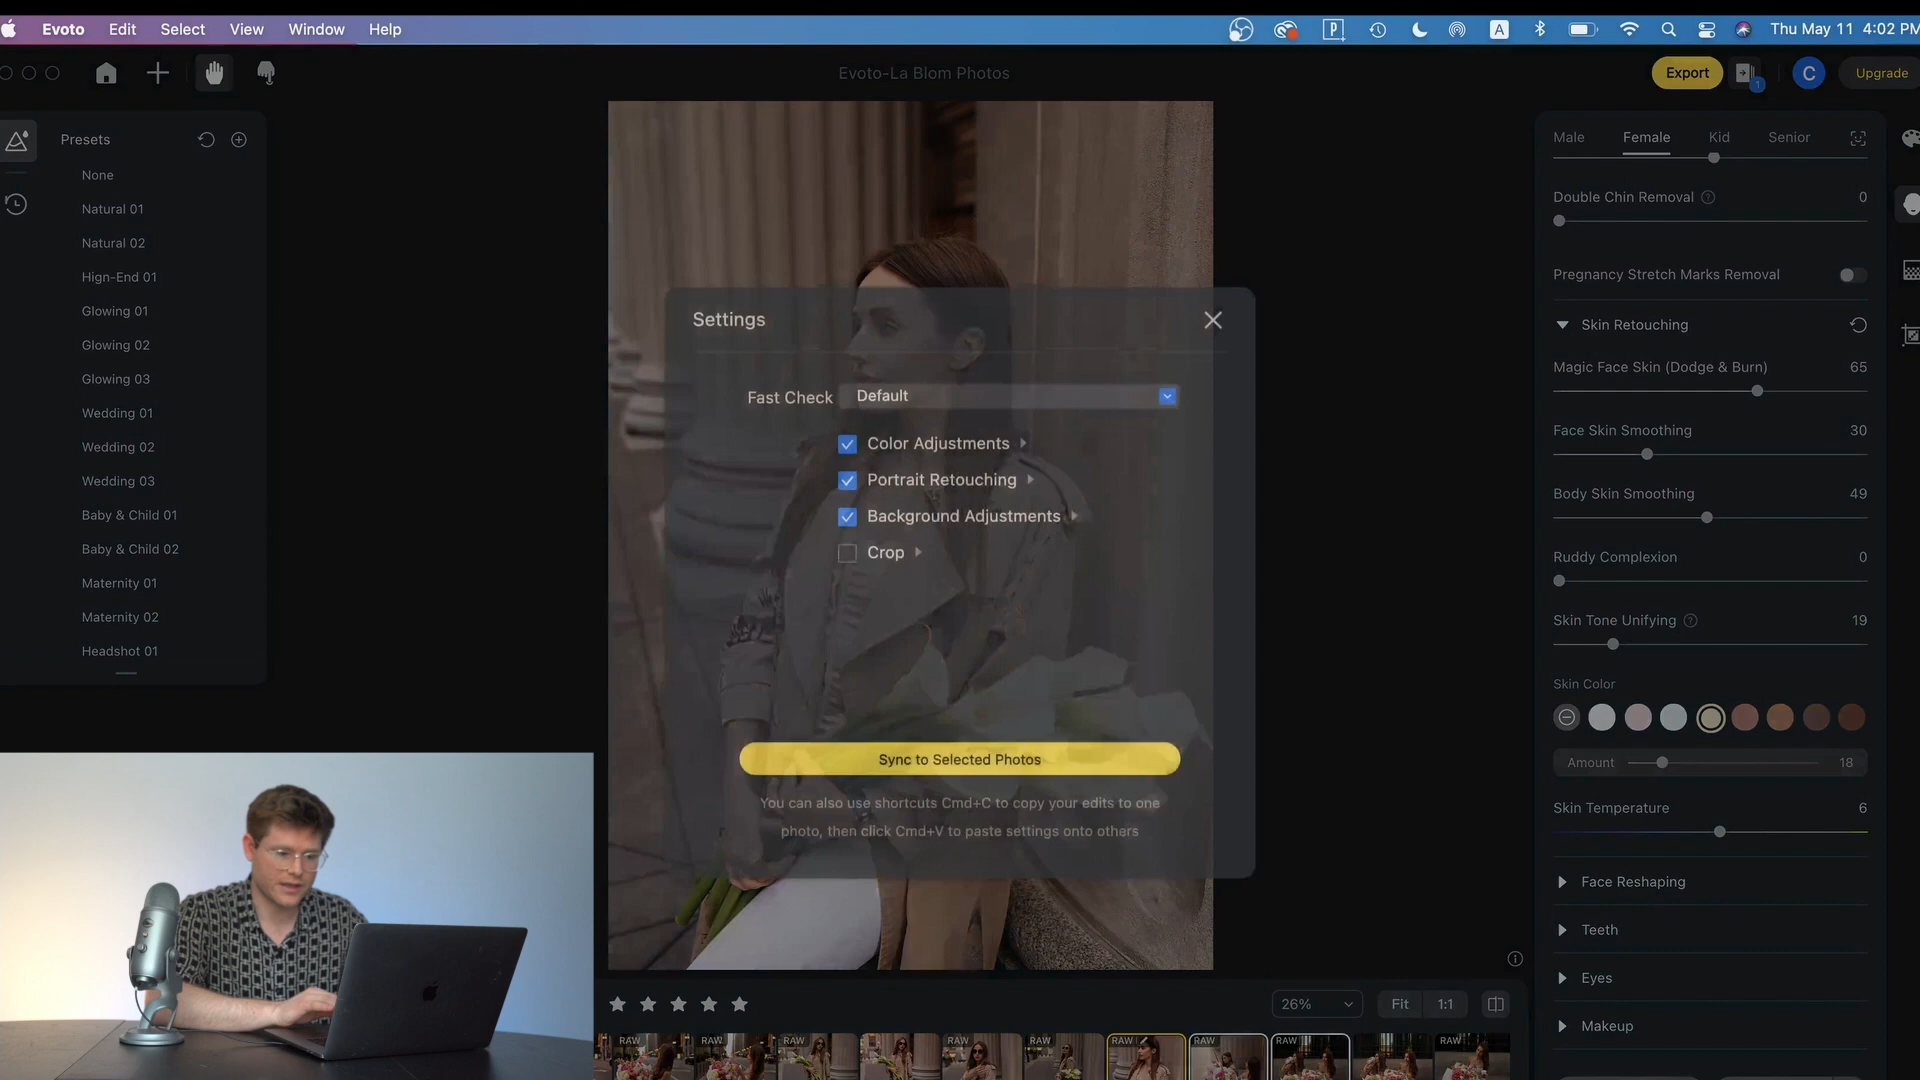 Evoto Edit Select View Window Help
A
Thu May 11 4:02 PM
Evoto-La Blom Photos
Export
1
C
Upgrade
Presets
None
Natural 01
Natural 02
Hign-End 01
Glowing 01
Glowing 02
Glowing 03
Wedding 01
Wedding 02
Wedding 03
Baby & Child 01
Baby & Child 02
Maternity 01
Maternity 02
Headshot 01
Settings
Fast Check Default
Color Adjustments
Portrait Retouching
Background Adjustments
Crop
Sync to Selected Photos
You can also use shortcuts Cmd+C to copy your edits to one
photo, then click Cmd+V to paste settings onto others
Male Female Kid Senior
Double Chin Removal 0
Pregnancy Stretch Marks Removal
Skin Retouching
Magic Face Skin (Dodge & Burn) 65
Face Skin Smoothing 30
Body Skin Smoothing 49
Ruddy Complexion 0
Skin Tone Unifying 19
Skin Color
Amount 18
Skin Temperature 6
Face Reshaping
Teeth
Eyes
Makeup
26% Fit 1:1
RAW RAW RAW RAW RAW RAW RAW RAW RAW RAW RAW